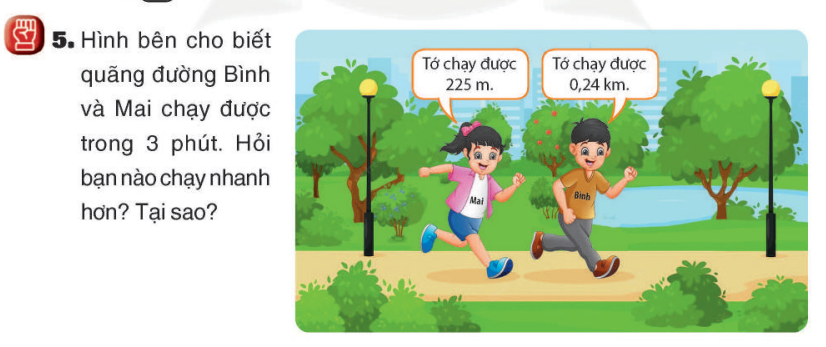 5. Hình bên cho biết
quãng đường Bình
và Mai chạy được
trong 3 phút. Hỏi
bạn nào chạy nhanh
hơn? Tại sao?
Tớ chạy được
225 m.
Tớ chạy được
0,24 km.
Mai
Bình